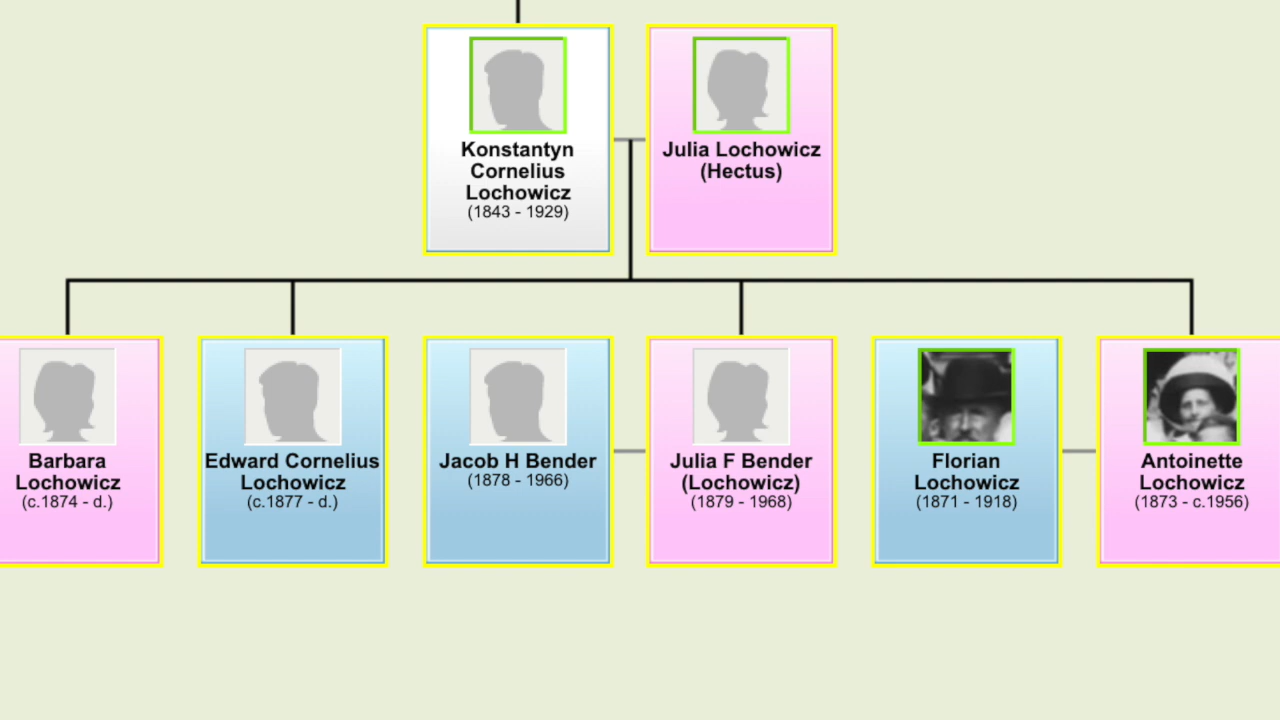 Konstantyn
Cornelius
Lochowicz
(1843 - 1929)
Julia Lochowicz
(Hectus)
Barbara
Lochowicz
(c.1874 - d.)
Edward Cornelius
Lochowicz
(c.1877 - d.)
Jacob H Bender
(1878 - 1966)
Julia F Bender
(Lochowicz)
(1879 - 1968)
Florian
Lochowicz
(1871 - 1918)
Antoinette
Lochowicz
(1873 - c.1956)